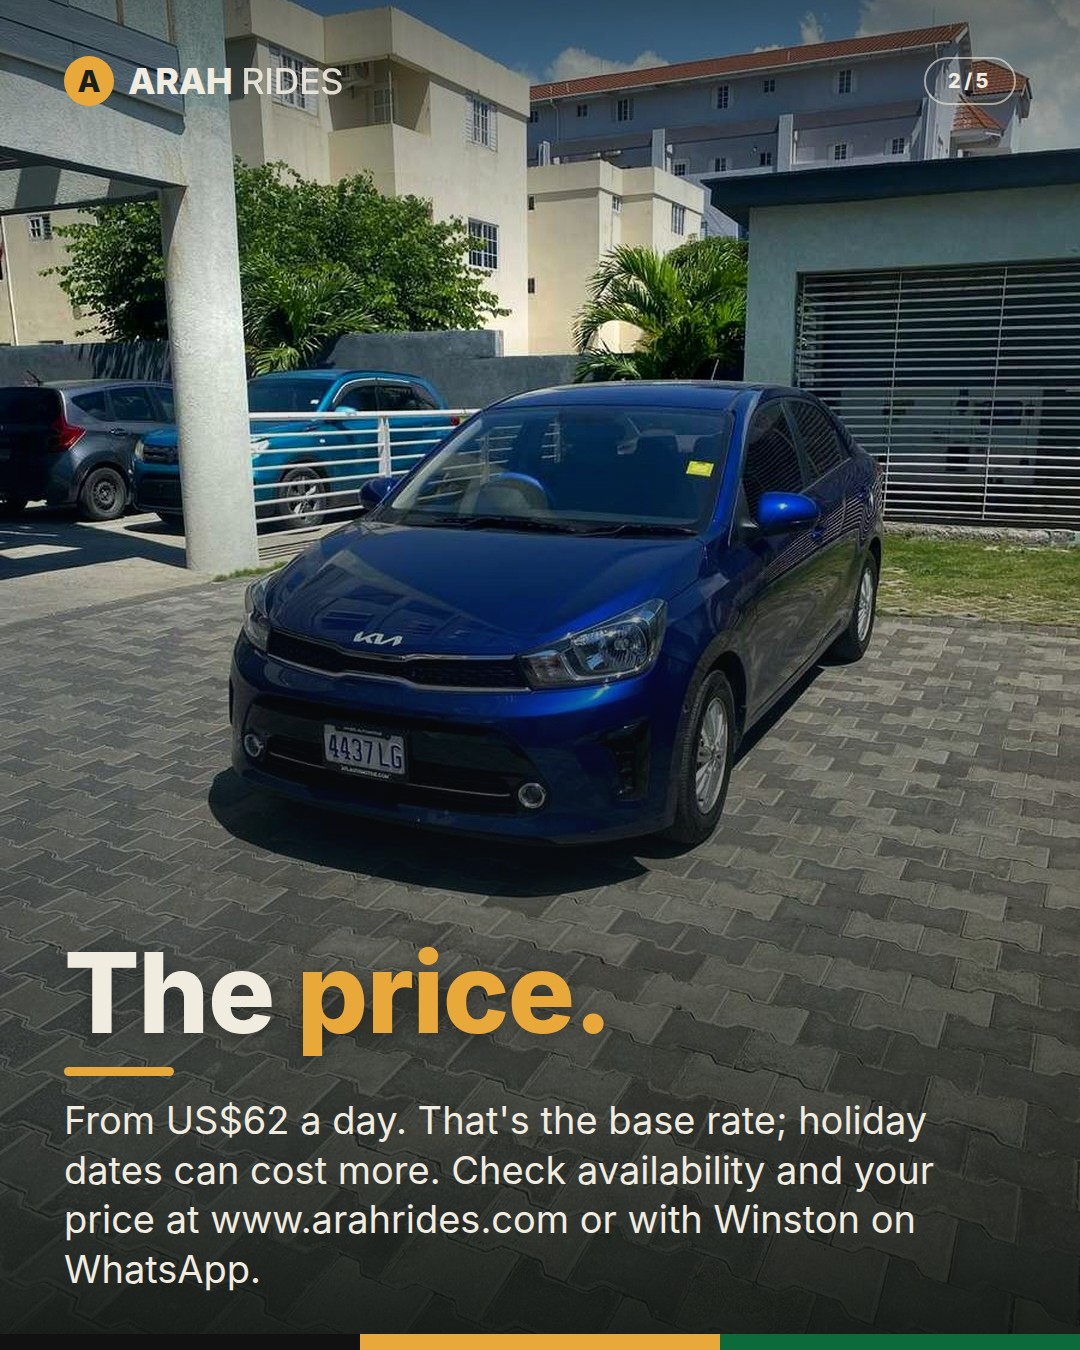 A ARAH RIDES
2/5
KIA
4437 LG
The price.
From US$62 a day. That's the base rate; holiday
dates can cost more. Check availability and your
price at www.arahrides.com or with Winston on
WhatsApp.